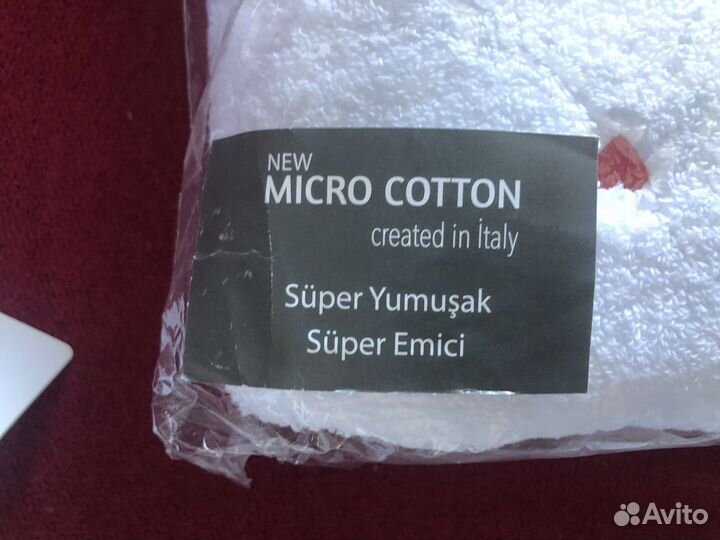 NEW
MICRO COTTON
created in İtaly
Süper Yumuşak
Süper Emici
Avito